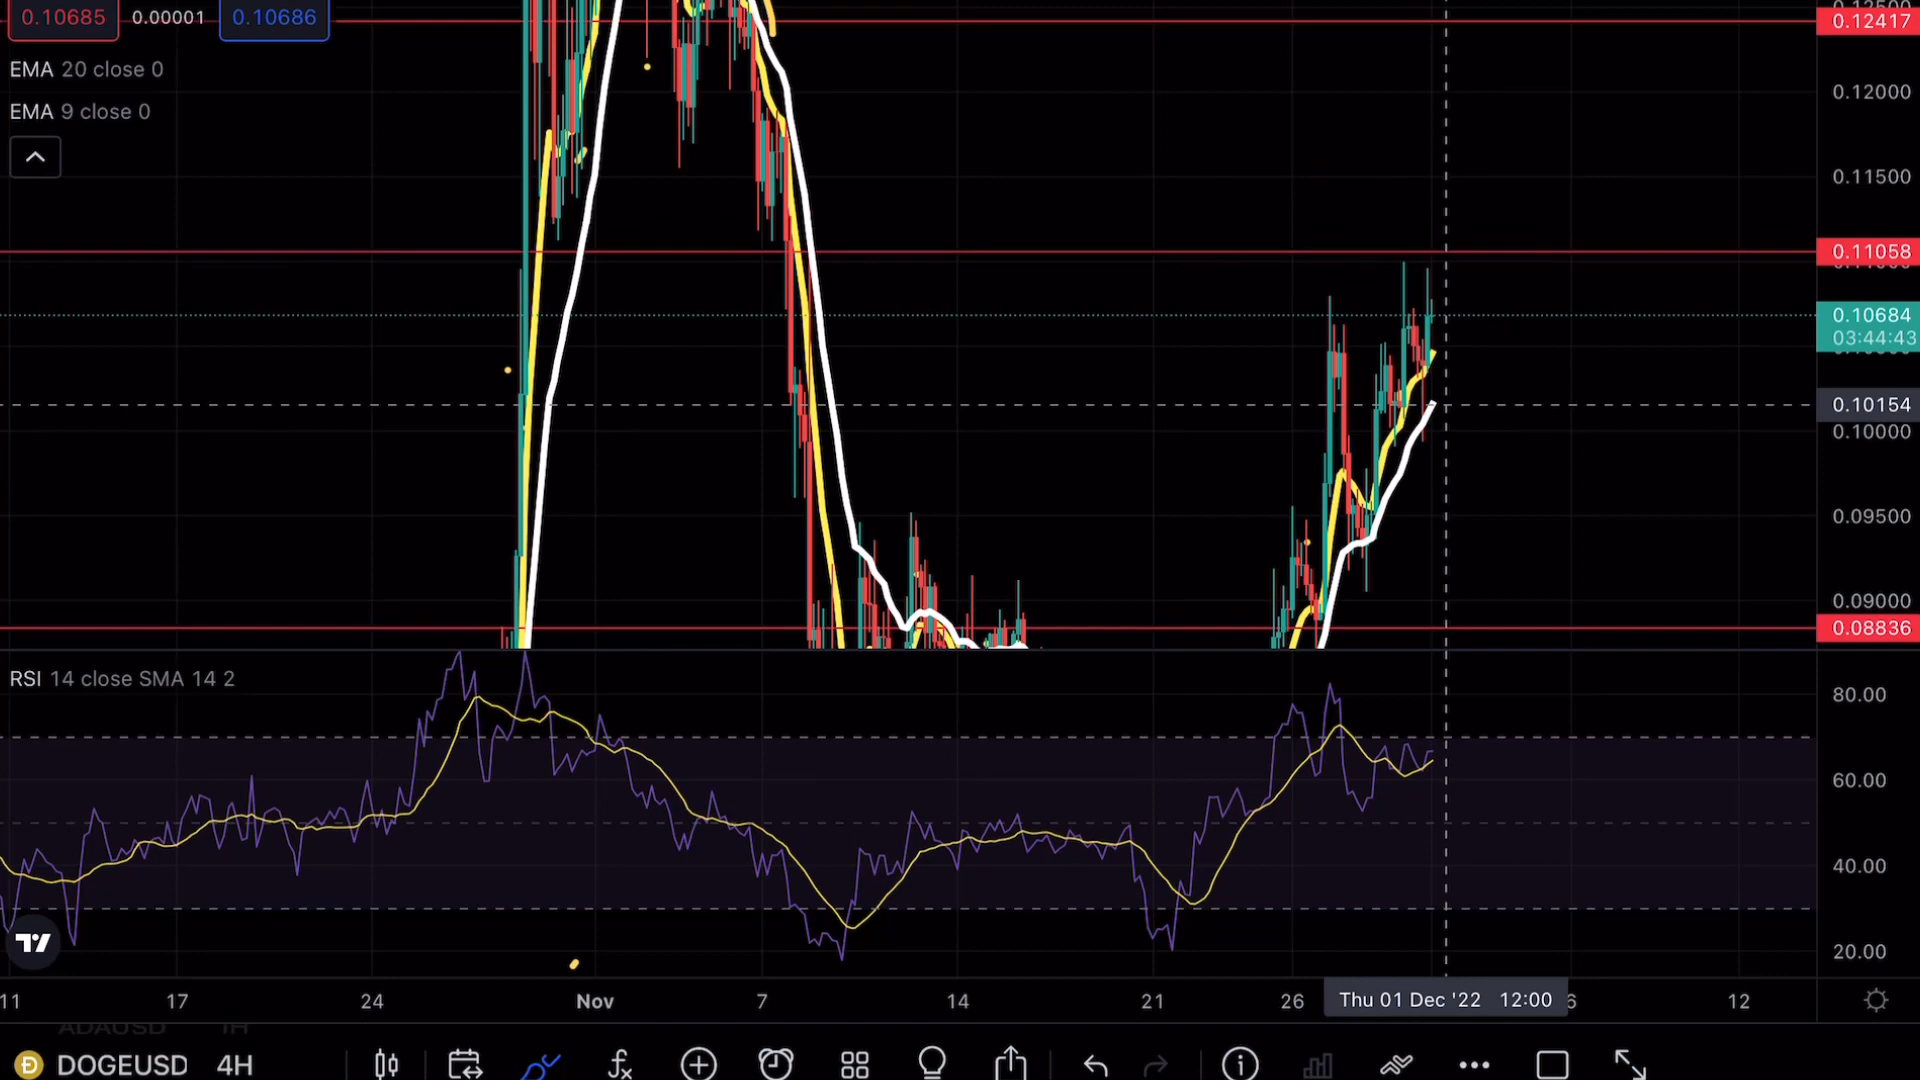 0.10685 0.00001 0.10686
0.12417
EMA 20 close 0
0.12000
EMA 9 close 0
0.11500
0.11058
0.10684
03:44:43
0.10154
0.10000
0.09500
0.09000
0.08836
RSI 14 close SMA 14 2
80.00
60.00
40.00
20.00
11 17 24 Nov 7 14 21 26 Thu 01 Dec '22 12:00 6 12
ADAUSD 1H
DOGEUSD 4H